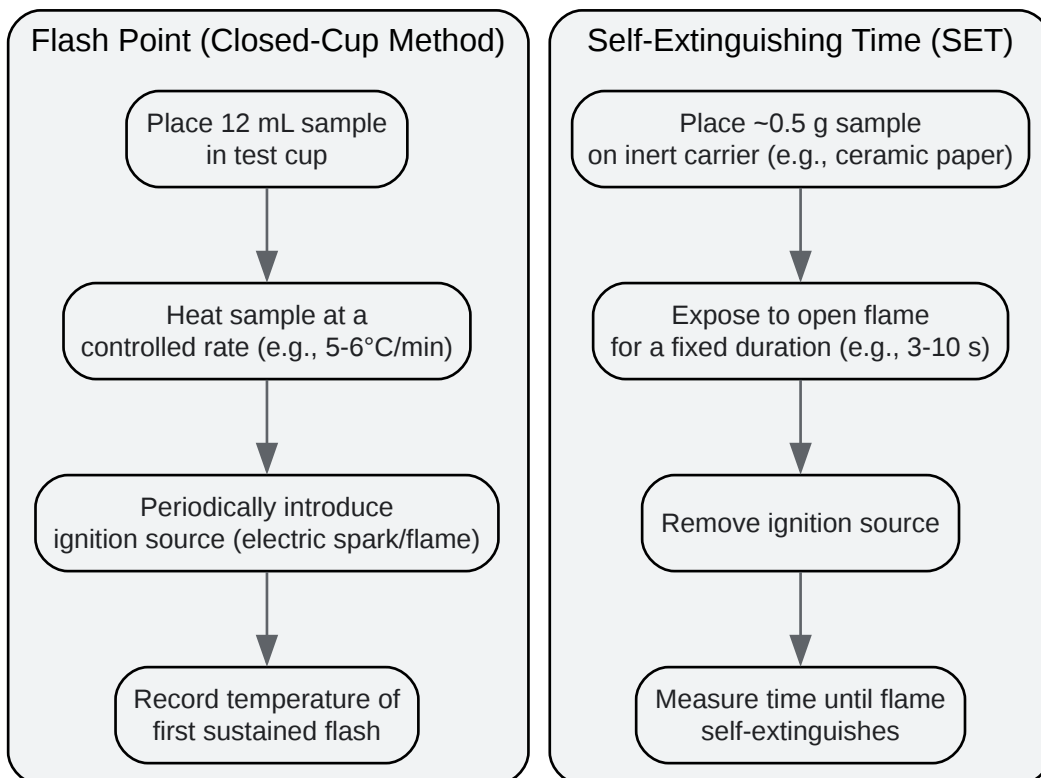 Flash Point (Closed-Cup Method)
Place 12 mL sample
in test cup
Heat sample at a
controlled rate (e.g., 5-6°C/min)
Periodically introduce
ignition source (electric spark/flame)
Record temperature of
first sustained flash
Self-Extinguishing Time (SET)
Place ~0.5 g sample
on inert carrier (e.g., ceramic paper)
Expose to open flame
for a fixed duration (e.g., 3-10 s)
Remove ignition source
Measure time until flame
self-extinguishes